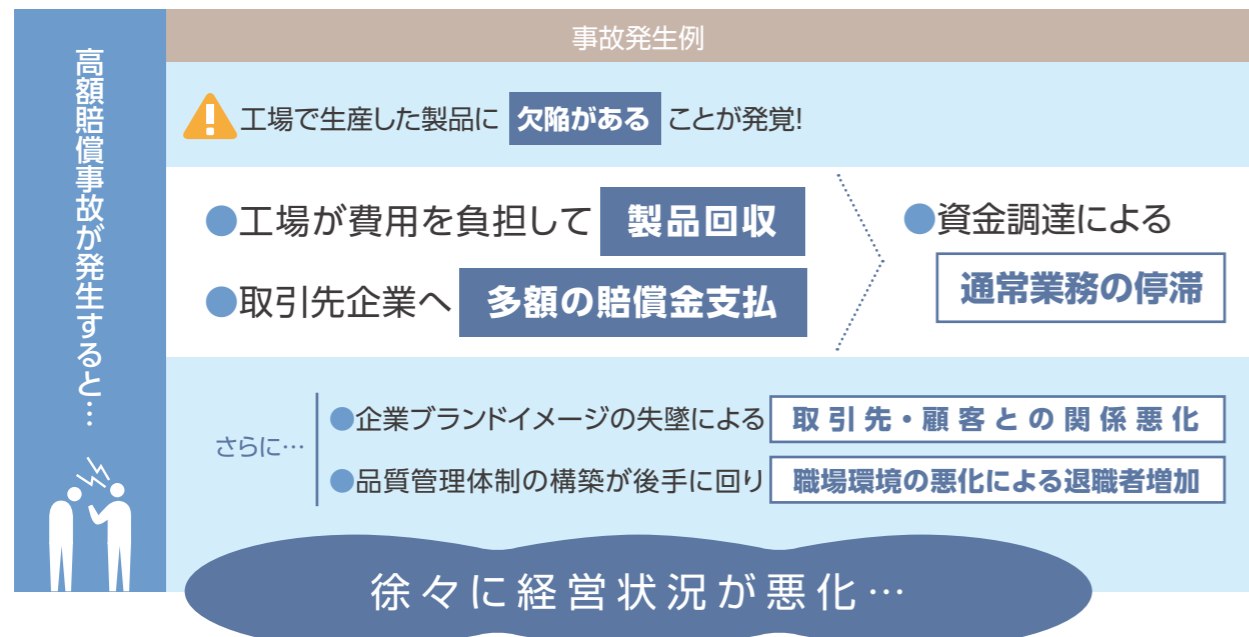 高額賠償事故が発生すると…
事故発生例
工場で生産した製品に 欠陥がある ことが発覚!
●工場が費用を負担して 製品回収
●取引先企業へ 多額の賠償金支払
●資金調達による
通常業務の停滞
さらに…
●企業ブランドイメージの失墜による 取引先・顧客との関係悪化
●品質管理体制の構築が後手に回り 職場環境の悪化による退職者増加
徐々に経営状況が悪化…